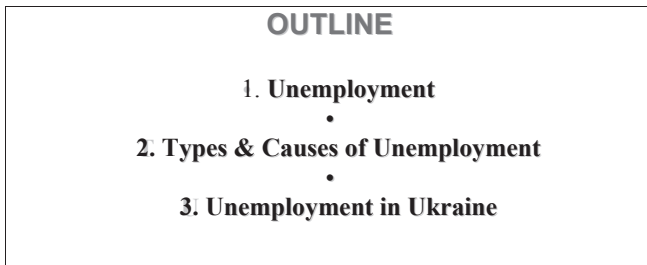 OUTLINE
1. Unemployment
•
2. Types & Causes of Unemployment
•
3. Unemployment in Ukraine